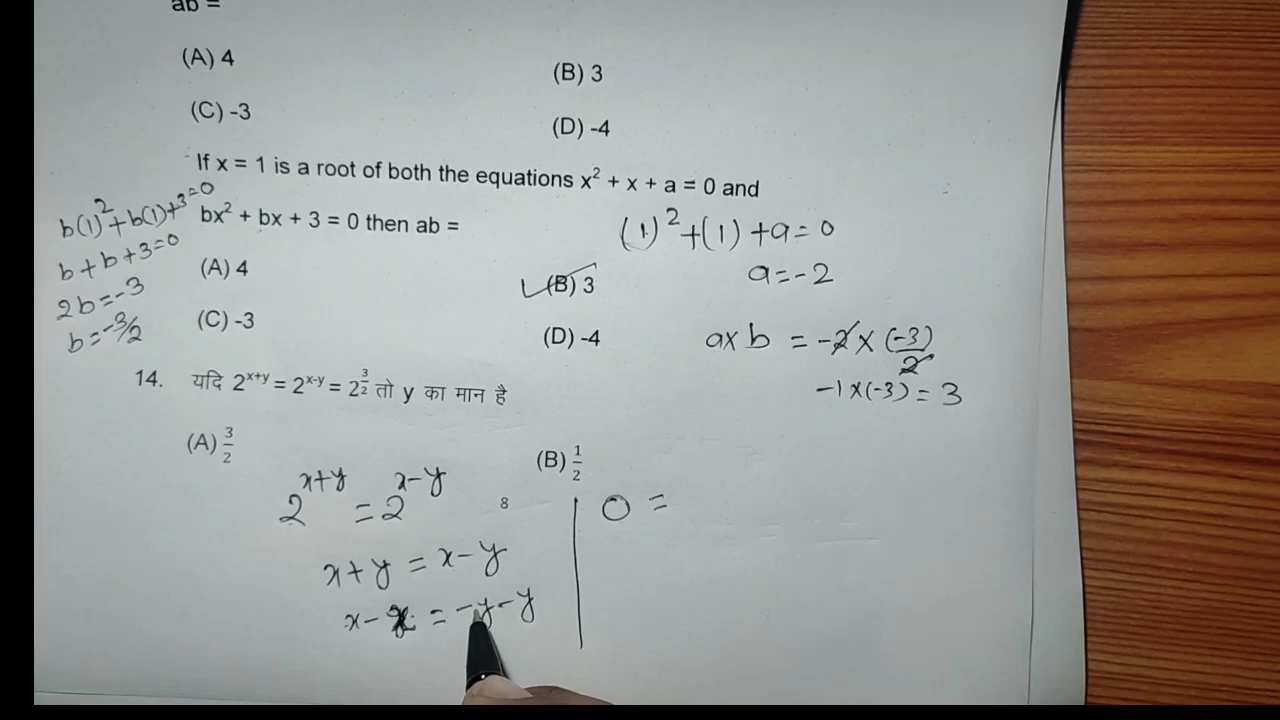 ab =
(A) 4 (B) 3
(C) -3 (D) -4
If x = 1 is a root of both the equations x² + x + a = 0 and
bx² + bx + 3 = 0 then ab =
(A) 4 (B) 3
(C) -3 (D) -4
b(1)²+b(1)+3=0
b+b+3=0
2b=-3
b=-3/2
(1)²+(1)+a=0
a=-2
a×b = -2×(-3)/2
-1×(-3)=3
14. यदि 2^{x+y} = 2^{x-y} = 2^{3/2} तो y का मान है
(A) 3/2 (B) 1/2
2^{x+y} = 2^{x-y}
8
x+y = x-y
x-x = -y-y
0 =